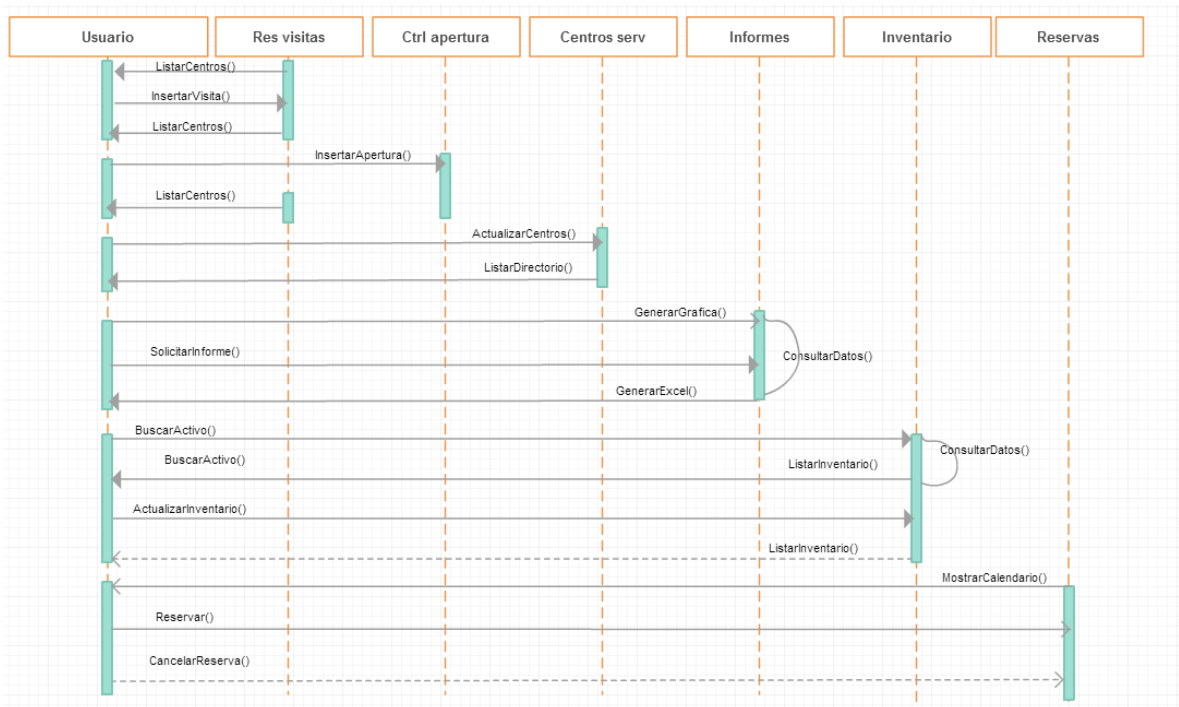 Usuario
Res visitas
Ctrl apertura
Centros serv
Informes
Inventario
Reservas
ListarCentros()
InsertarVisita()
ListarCentros()
InsertarApertura()
ListarCentros()
ActualizarCentros()
ListarDirectorio()
GenerarGrafica()
SolicitarInforme()
ConsultarDatos()
GenerarExcel()
BuscarActivo()
ConsultarDatos()
BuscarActivo()
ListarInventario()
ActualizarInventario()
ListarInventario()
MostrarCalendario()
Reservar()
CancelarReserva()